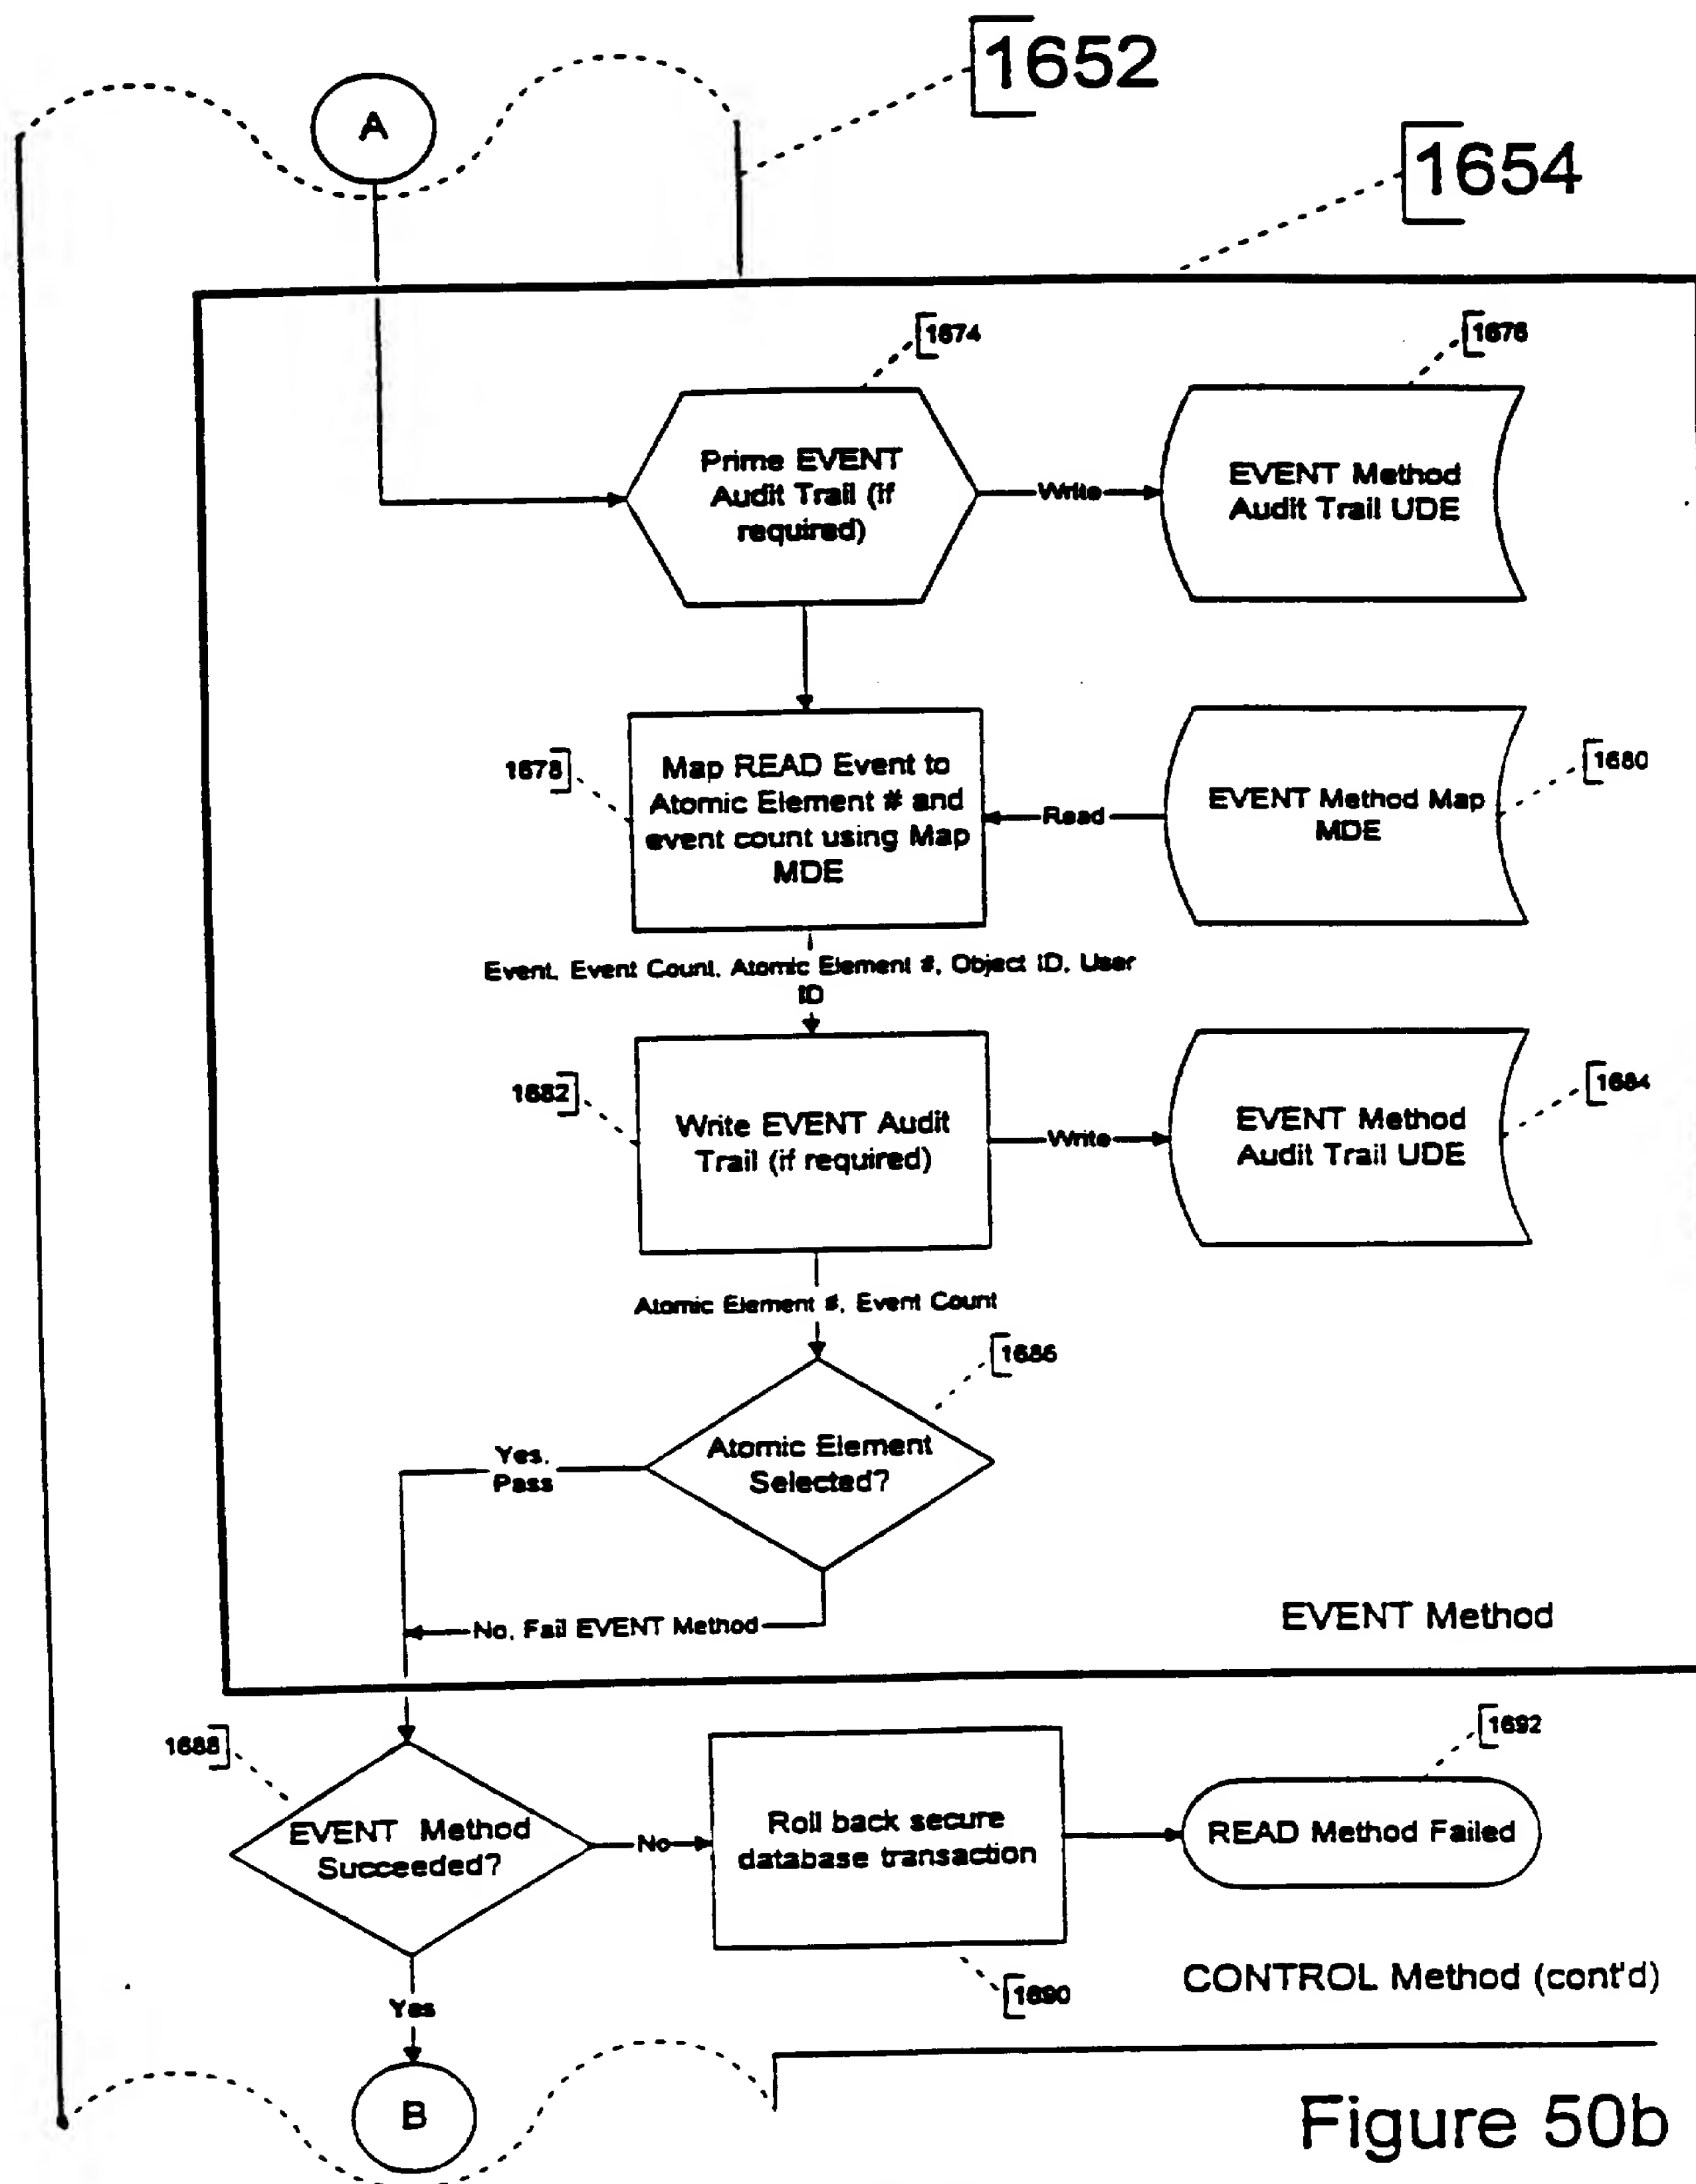 1652
A
1654
1674
1676
Prime EVENT
Audit Trail (if
required)
Write
EVENT Method
Audit Trail UDE
1678
Map READ Event to
Atomic Element # and
event count using Map
MDE
Read
EVENT Method Map
MDE
1680
Event, Event Count, Atomic Element #, Object ID, User
ID
1682
Write EVENT Audit
Trail (if required)
Write
EVENT Method
Audit Trail UDE
1684
Atomic Element #, Event Count
1686
Atomic Element
Selected?
Yes,
Pass
No, Fail EVENT Method
EVENT Method
1688
EVENT Method
Succeeded?
No
Roll back secure
database transaction
1692
READ Method Failed
1690
CONTROL Method (cont'd)
Yes
B
Figure 50b